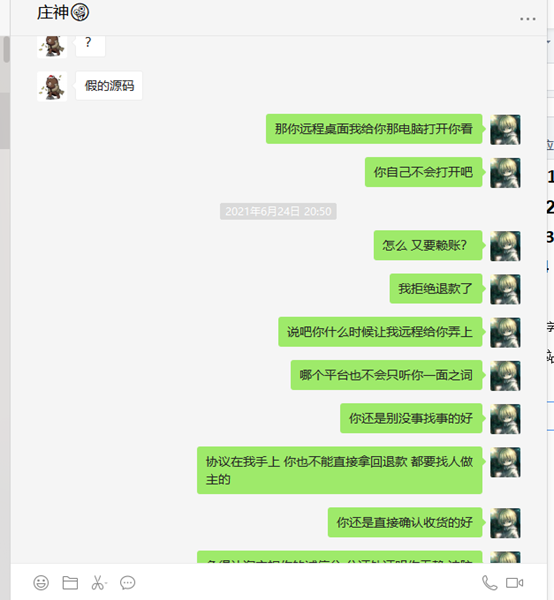 庄神
?
假的源码
那你远程桌面我给你那电脑打开你看
你自己不会打开吧
2021年6月24日 20:50
怎么 又要赖账?
我拒绝退款了
说吧你什么时候让我远程给你弄上
哪个平台也不会只听你一面之词
你还是别没事找事的好
协议在我手上 你也不能直接拿回退款 都要找人做
主的
你还是直接确认收货的好
1
2
3